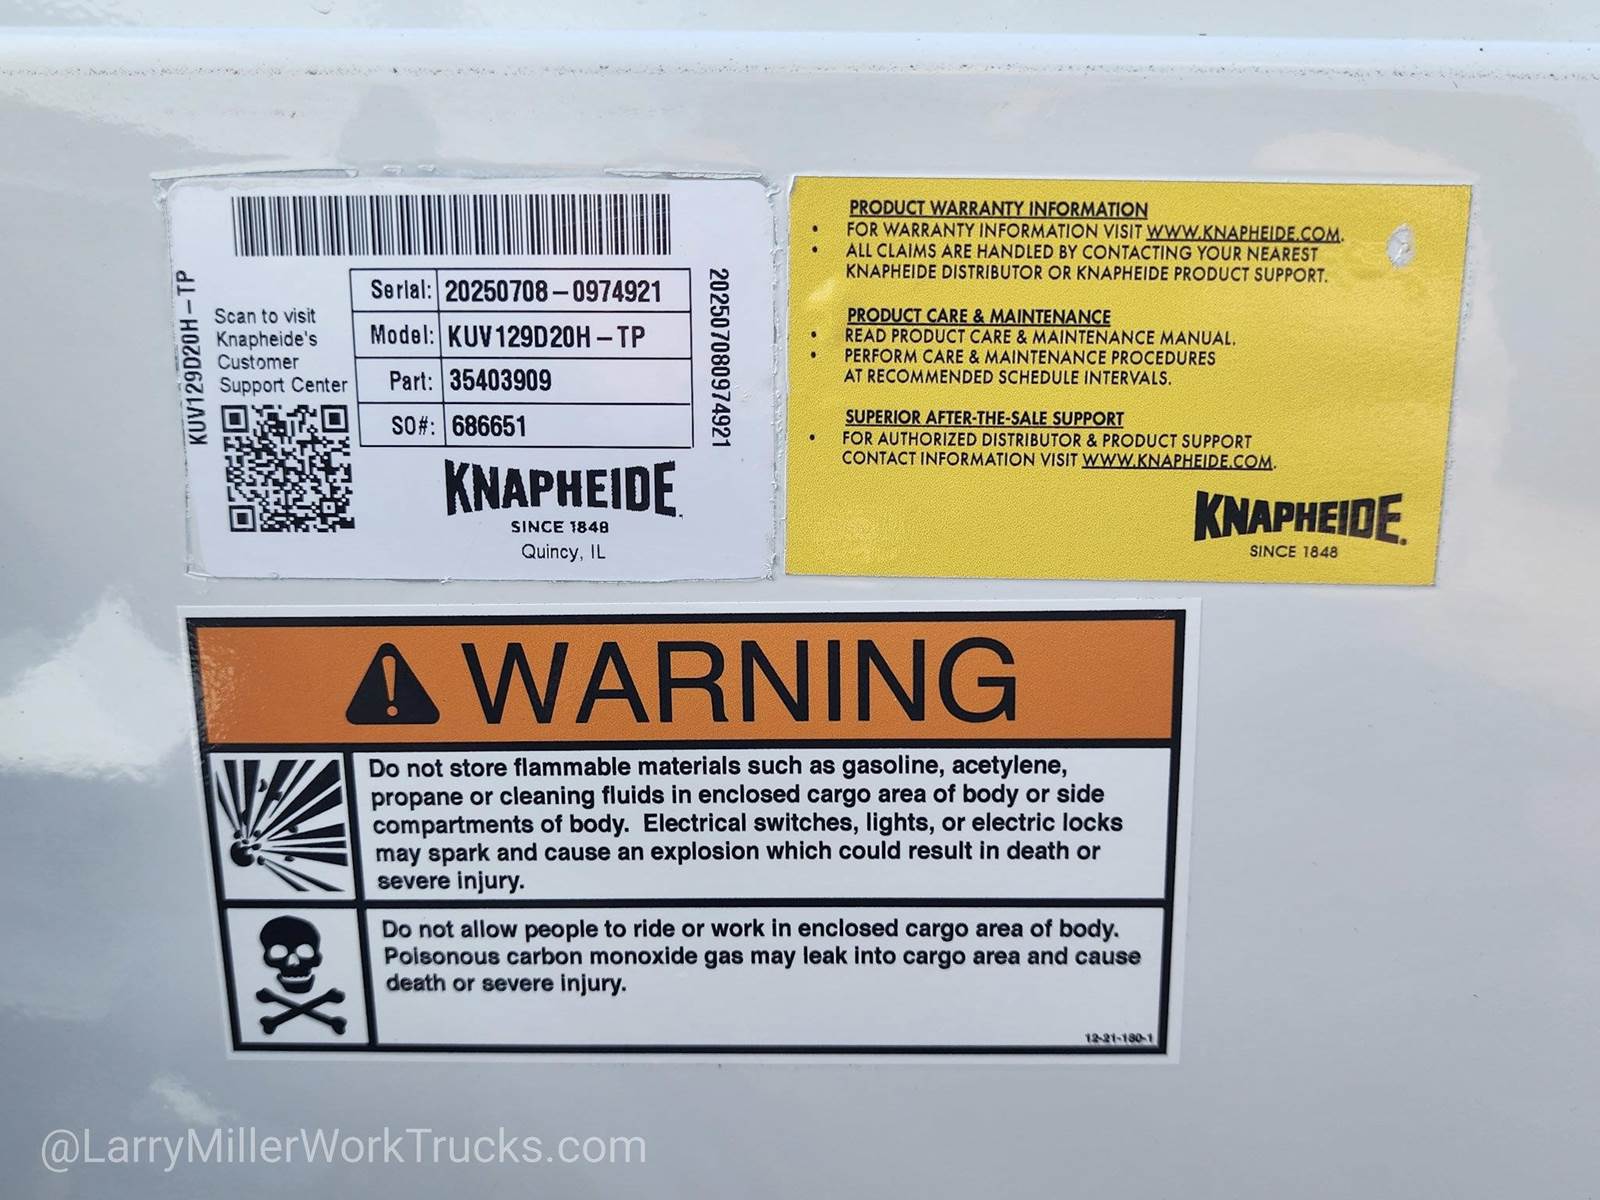 KUV129D20H-TP
Scan to visit
Knapheide's
Customer
Support Center
Serial: 20250708-0974921
Model: KUV129D20H-TP
Part: 35403909
SO#: 686651
202507080974921
KNAPHEIDE.
SINCE 1848
Quincy, IL
PRODUCT WARRANTY INFORMATION
• FOR WARRANTY INFORMATION VISIT WWW.KNAPHEIDE.COM.
• ALL CLAIMS ARE HANDLED BY CONTACTING YOUR NEAREST
KNAPHEIDE DISTRIBUTOR OR KNAPHEIDE PRODUCT SUPPORT.
PRODUCT CARE & MAINTENANCE
• READ PRODUCT CARE & MAINTENANCE MANUAL.
• PERFORM CARE & MAINTENANCE PROCEDURES
AT RECOMMENDED SCHEDULE INTERVALS.
SUPERIOR AFTER-THE-SALE SUPPORT
• FOR AUTHORIZED DISTRIBUTOR & PRODUCT SUPPORT
CONTACT INFORMATION VISIT WWW.KNAPHEIDE.COM.
KNAPHEIDE.
SINCE 1848
WARNING
Do not store flammable materials such as gasoline, acetylene,
propane or cleaning fluids in enclosed cargo area of body or side
compartments of body. Electrical switches, lights, or electric locks
may spark and cause an explosion which could result in death or
severe injury.
Do not allow people to ride or work in enclosed cargo area of body.
Poisonous carbon monoxide gas may leak into cargo area and cause
death or severe injury.
12-21-180-1
@LarryMillerWorkTrucks.com